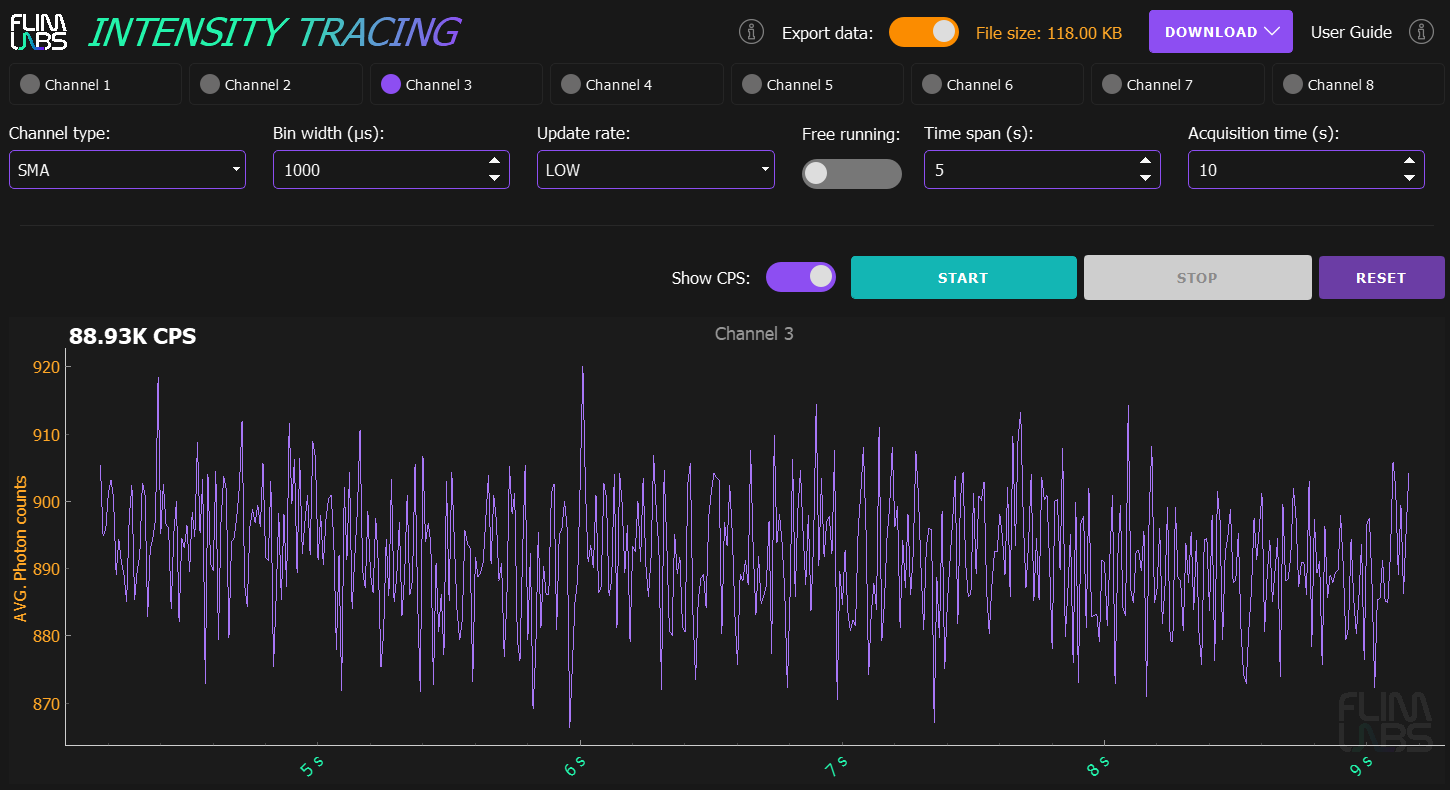 FLIM LABS INTENSITY TRACING Export data: File size: 118.00 KB DOWNLOAD User Guide
Channel 1 Channel 2 Channel 3 Channel 4 Channel 5 Channel 6 Channel 7 Channel 8
Channel type: Bin width (µs): Update rate: Free running: Time span (s): Acquisition time (s):
SMA 1000 LOW 5 10
Show CPS: START STOP RESET
88.93K CPS Channel 3
920
910
900
890
880
870
AVG. Photon counts
5 s 6 s 7 s 8 s 9 s
FLIM LABS